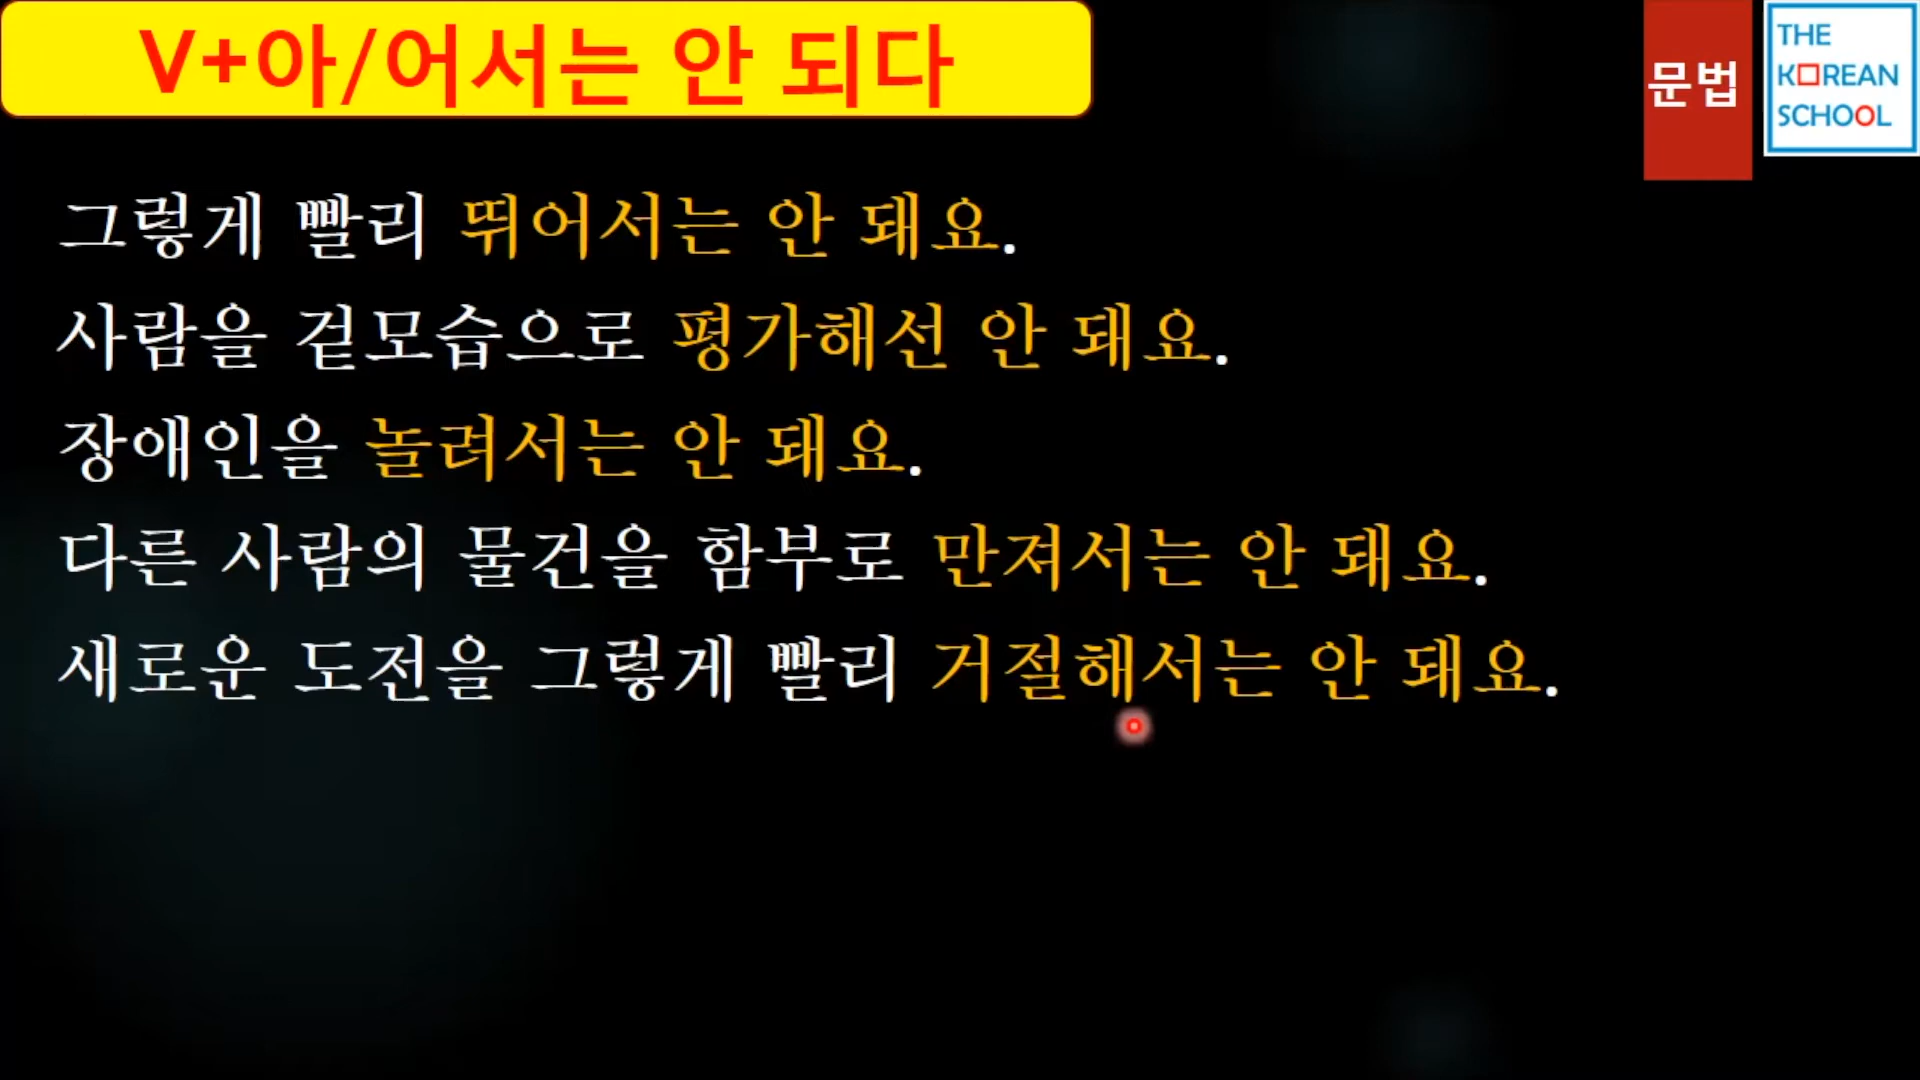 V+아/어서는 안 되다
문법
THE
KOREAN
SCHOOL
그렇게 빨리 뛰어서는 안 돼요.
사람을 겉모습으로 평가해선 안 돼요.
장애인을 놀려서는 안 돼요.
다른 사람의 물건을 함부로 만져서는 안 돼요.
새로운 도전을 그렇게 빨리 거절해서는 안 돼요.